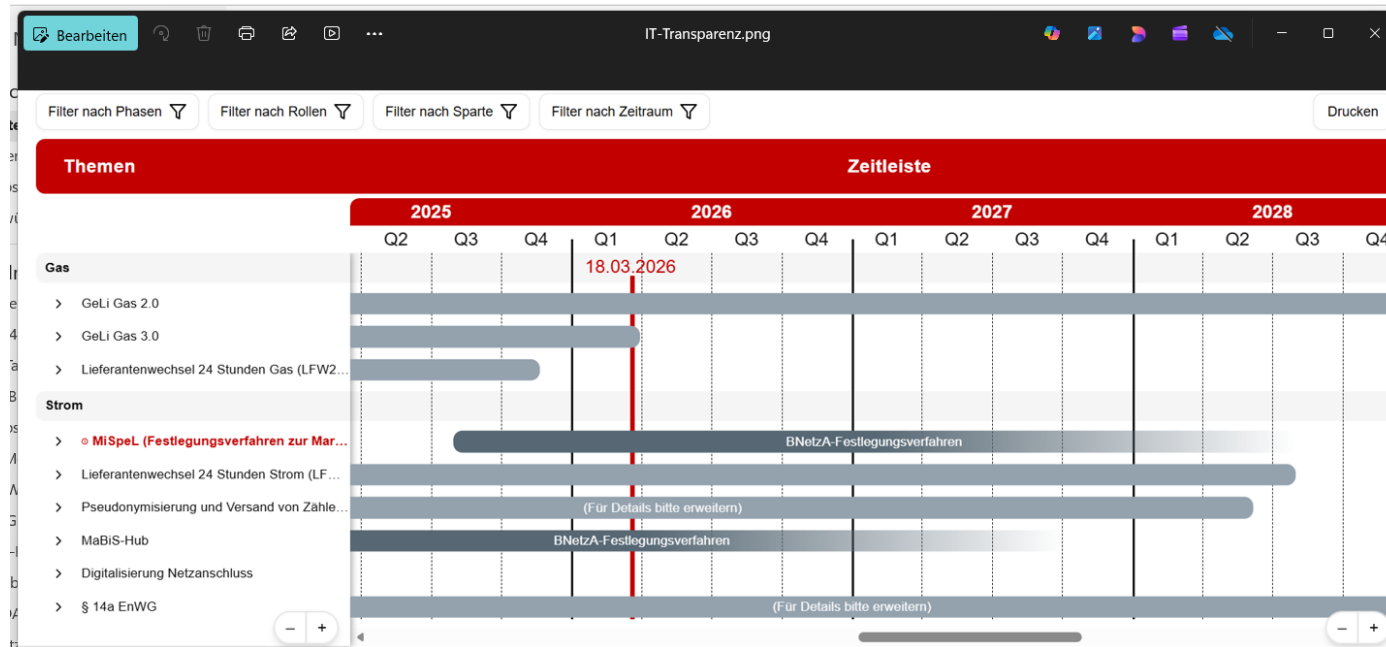 Bearbeiten
IT-Transparenz.png
Filter nach Phasen Filter nach Rollen Filter nach Sparte Filter nach Zeitraum Drucken
Themen Zeitleiste
2025 2026 2027 2028
Q2 Q3 Q4 Q1 Q2 Q3 Q4 Q1 Q2 Q3 Q4 Q1 Q2 Q3 Q4
Gas 18.03.2026
GeLi Gas 2.0
GeLi Gas 3.0
Lieferantenwechsel 24 Stunden Gas (LFW2...
Strom
MiSpeL (Festlegungsverfahren zur Mar... BNetzA-Festlegungsverfahren
Lieferantenwechsel 24 Stunden Strom (LF...
Pseudonymisierung und Versand von Zähle... (Für Details bitte erweitern)
MaBiS-Hub BNetzA-Festlegungsverfahren
Digitalisierung Netzanschluss
§ 14a EnWG (Für Details bitte erweitern)